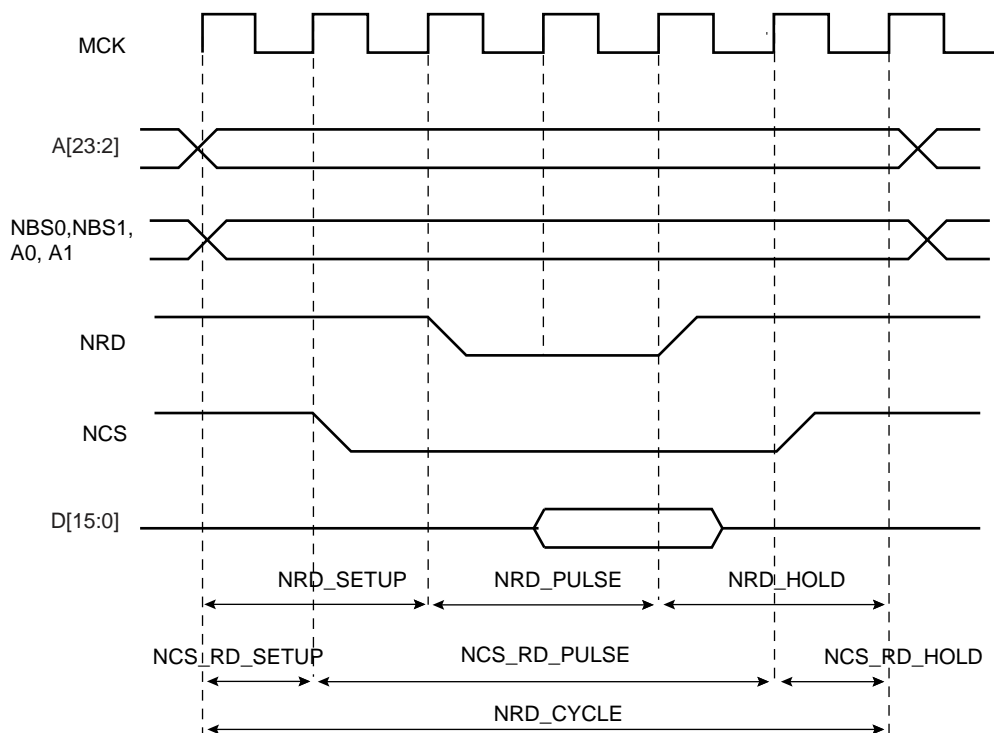 MCK
A[23:2]
NBS0,NBS1,
A0, A1
NRD
NCS
D[15:0]
NRD_SETUP NRD_PULSE NRD_HOLD
NCS_RD_SETUP NCS_RD_PULSE NCS_RD_HOLD
NRD_CYCLE